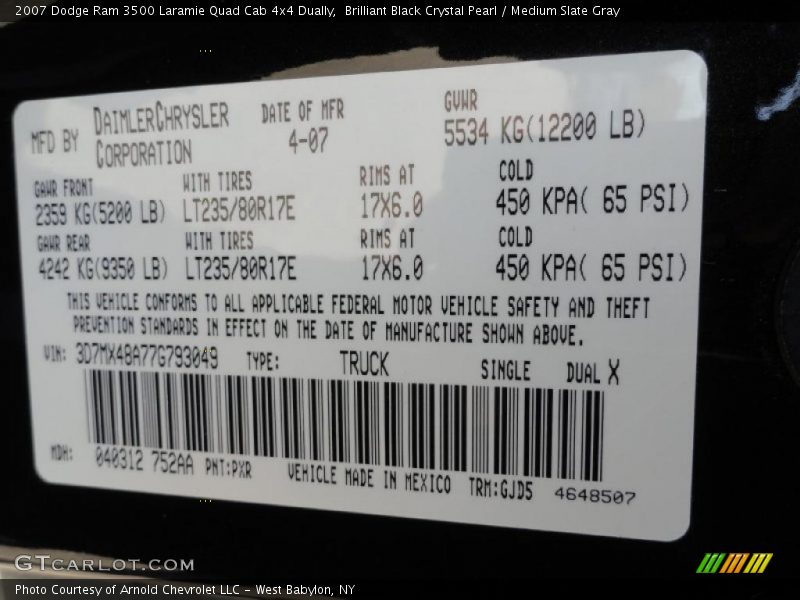 2007 Dodge Ram 3500 Laramie Quad Cab 4x4 Dually,  Brilliant Black Crystal Pearl / Medium Slate Gray
MFD BY DAIMLERCHRYSLER CORPORATION
DATE OF MFR
4-07
GVWR
5534 KG(12200 LB)
GAWR FRONT WITH TIRES RIMS AT COLD
2359 KG(5200 LB) LT235/80R17E 17X6.0 450 KPA( 65 PSI)
GAWR REAR WITH TIRES RIMS AT COLD
4242 KG(9350 LB) LT235/80R17E 17X6.0 450 KPA( 65 PSI)
THIS VEHICLE CONFORMS TO ALL APPLICABLE FEDERAL MOTOR VEHICLE SAFETY AND THEFT
PREVENTION STANDARDS IN EFFECT ON THE DATE OF MANUFACTURE SHOWN ABOVE.
VIN: 3D7MX48A77G793049 TYPE: TRUCK SINGLE DUAL X
MDH: 040312 752AA PNT:PXR VEHICLE MADE IN MEXICO TRM:GJD5 4648507
GTCARLOT.COM
Photo Courtesy of Arnold Chevrolet LLC - West Babylon, NY